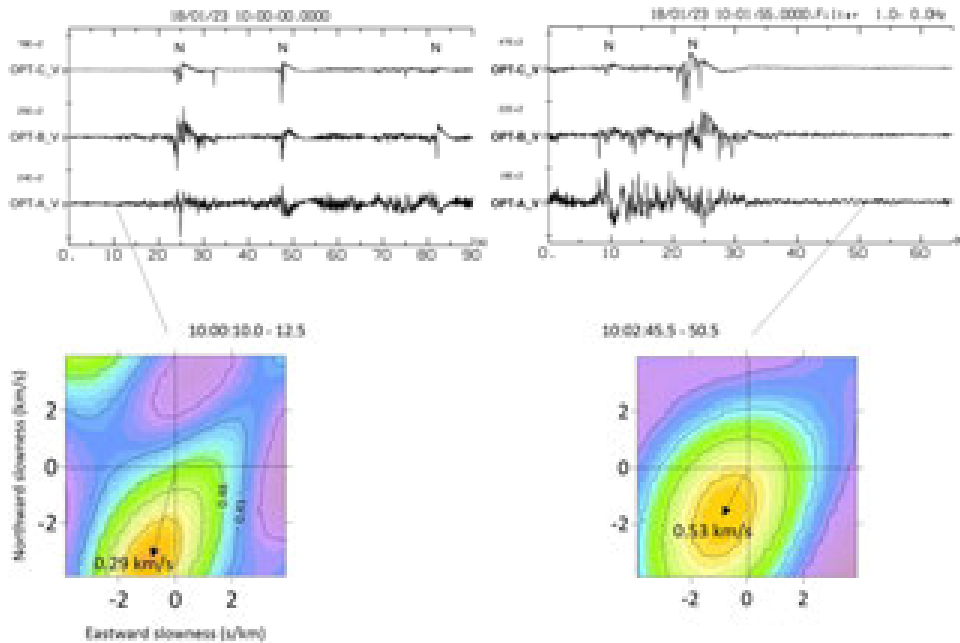 18/01/23 10-00-00.0000
N N N
OPT-C_V
OPT-B_V
OPT-A_V
0. 10 20 30 40 50 60 70 80 90
18/01/23 10-01/55.0000.Filter 1.0- 0.0Hz
N N
OPT-C_V
OPT-B_V
OPT-A_V
0. 10 20 30 40 50 60
10:00:10.0 - 12.5
Northward slowness (km/s)
2
0
-2
0.29 km/s
-2 0 2
Eastward slowness (s/km)
10:02:45.5 - 50.5
2
0
-2
0.53 km/s
-2 0 2